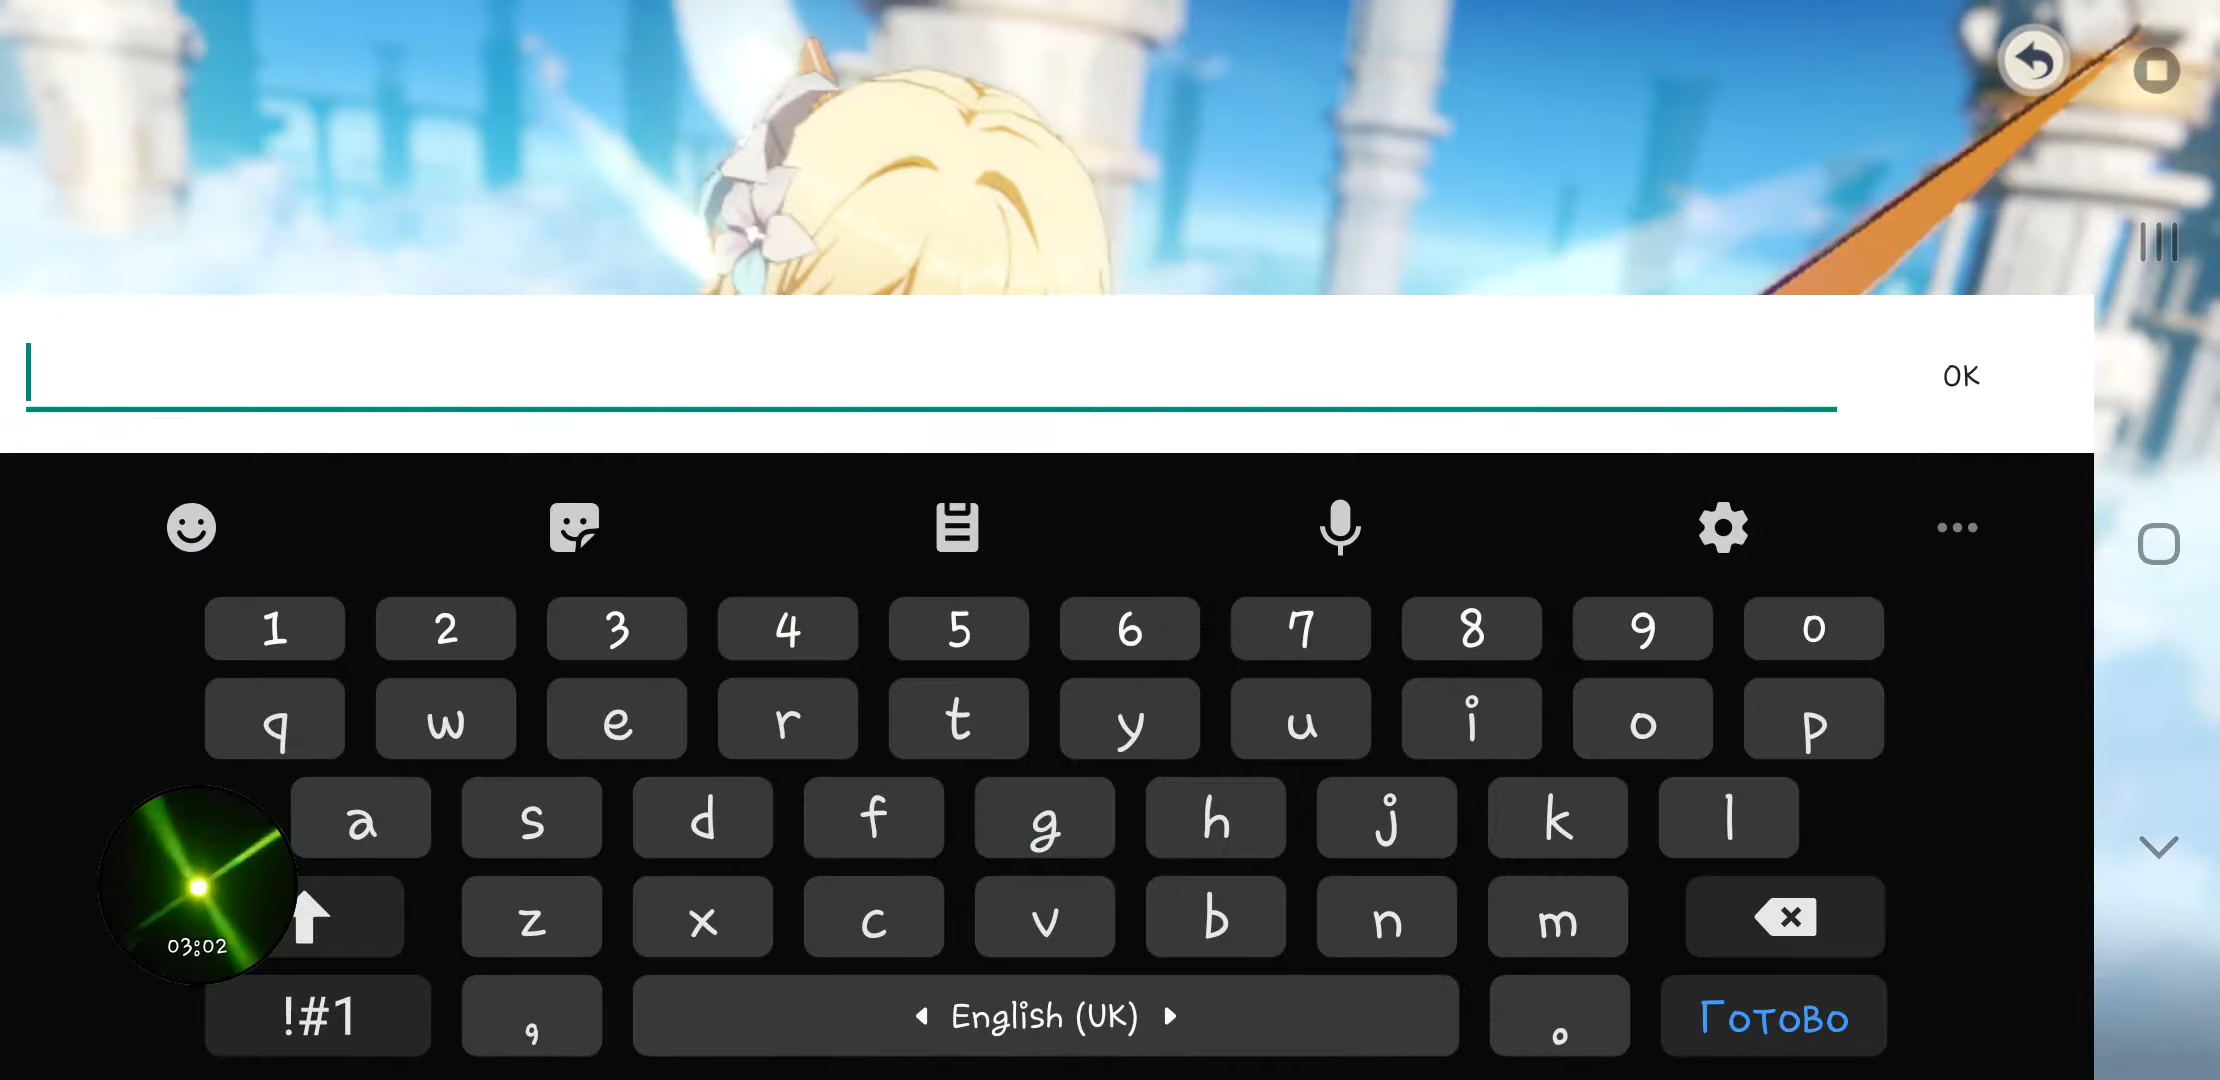 OK
1 2 3 4 5 6 7 8 9 0
q w e r t y u i o p
a s d f g h j k l
z x c v b n m
03:02
!#1 , English (UK) . Готово